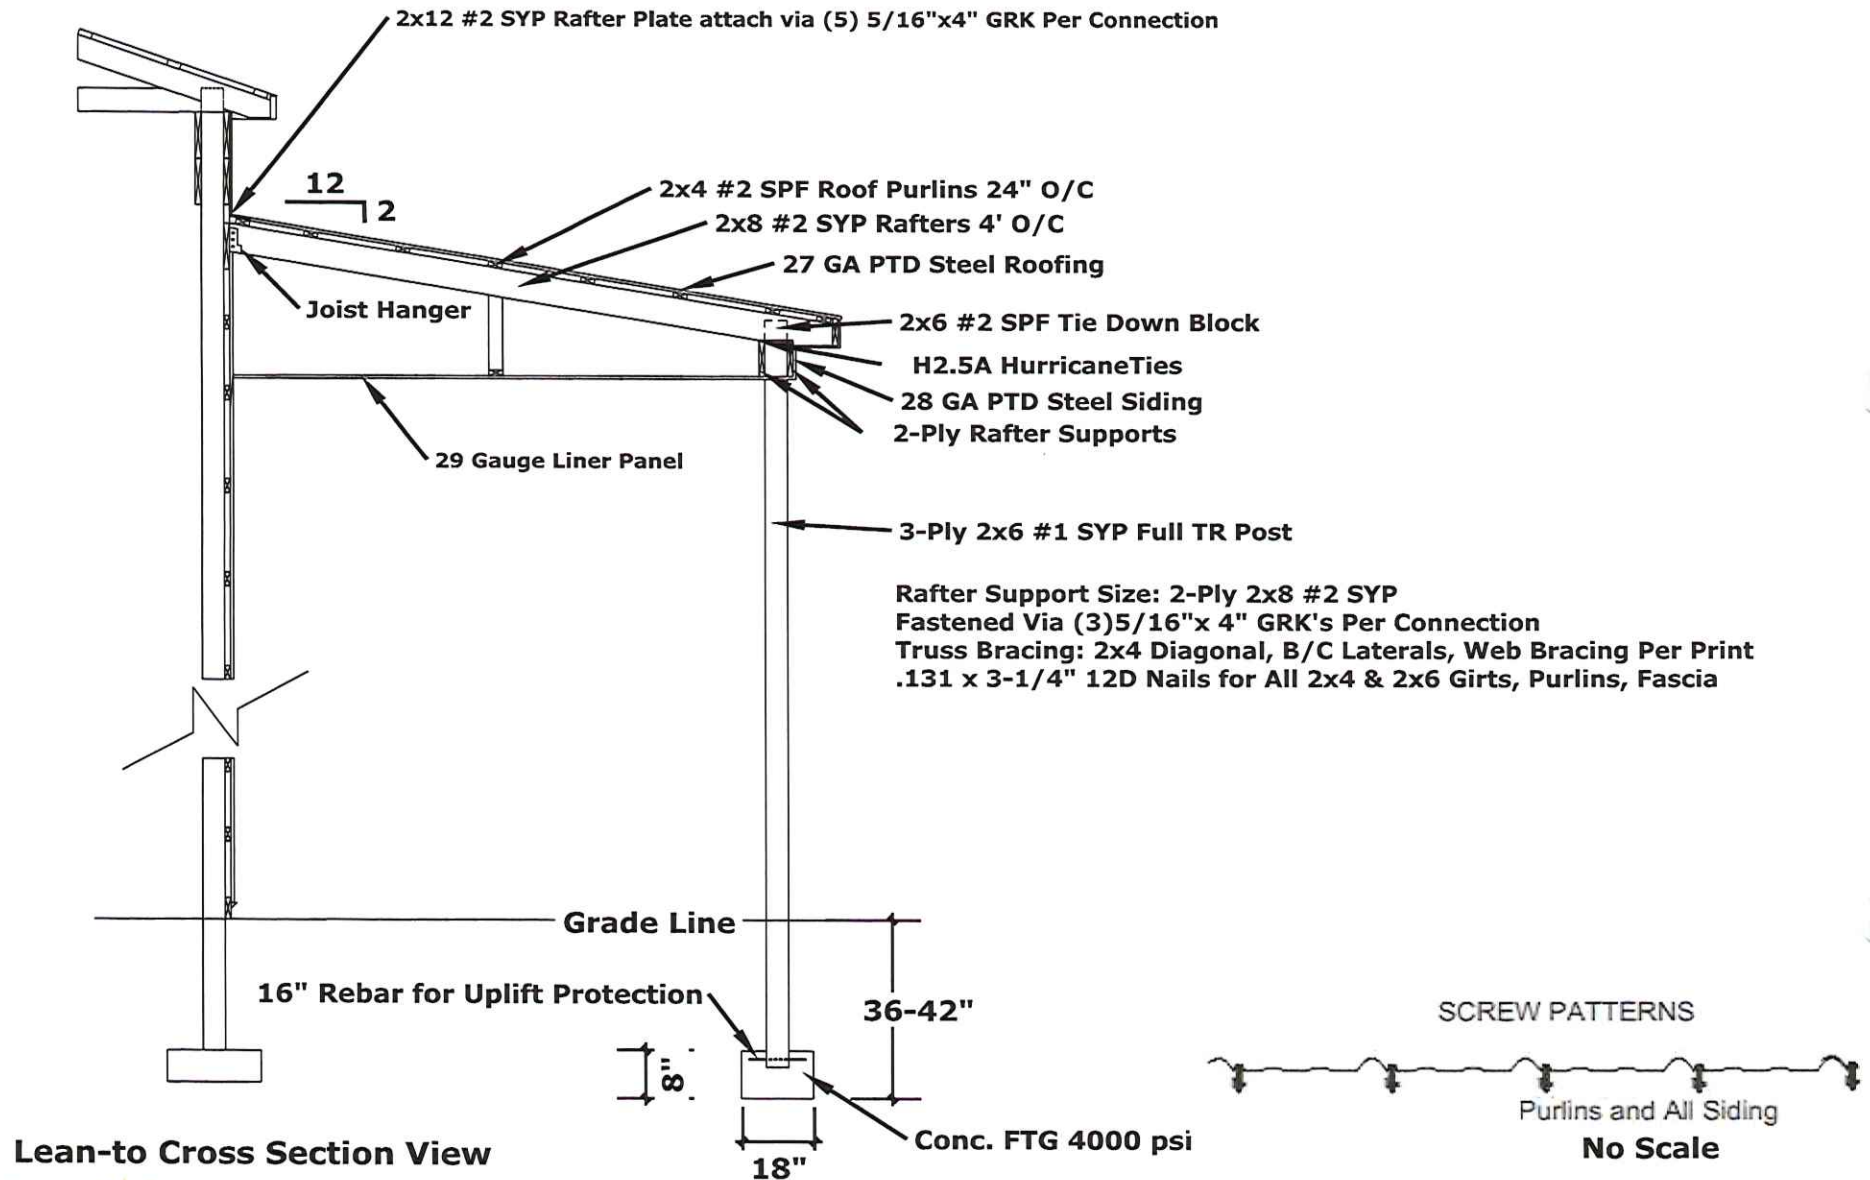 2x12 #2 SYP Rafter Plate attach via (5) 5/16"x4" GRK Per Connection
12
2
2x4 #2 SPF Roof Purlins 24" O/C
2x8 #2 SYP Rafters 4' O/C
27 GA PTD Steel Roofing
Joist Hanger
2x6 #2 SPF Tie Down Block
H2.5A HurricaneTies
28 GA PTD Steel Siding
2-Ply Rafter Supports
29 Gauge Liner Panel
3-Ply 2x6 #1 SYP Full TR Post
Rafter Support Size: 2-Ply 2x8 #2 SYP
Fastened Via (3)5/16"x 4" GRK's Per Connection
Truss Bracing: 2x4 Diagonal, B/C Laterals, Web Bracing Per Print
.131 x 3-1/4" 12D Nails for All 2x4 & 2x6 Girts, Purlins, Fascia
Grade Line
16" Rebar for Uplift Protection
36-42"
8"
18"
Conc. FTG 4000 psi
SCREW PATTERNS
Purlins and All Siding
No Scale
Lean-to Cross Section View